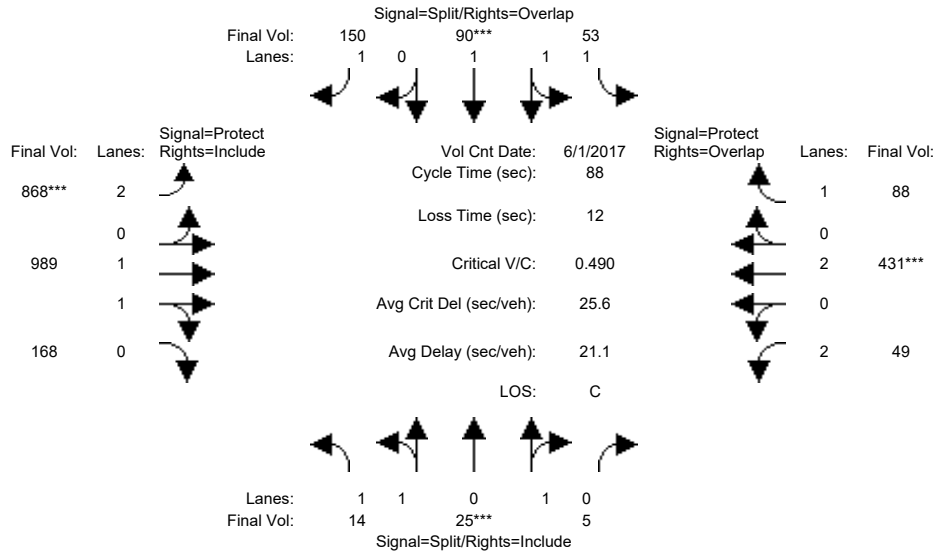 Signal=Split/Rights=Overlap
Final Vol: 150 90*** 53
Lanes: 1 0 1 1 1
Signal=Protect
Final Vol: Lanes: Rights=Include
Vol Cnt Date: 6/1/2017
Signal=Protect
Rights=Overlap Lanes: Final Vol:
Cycle Time (sec): 88
868*** 2
1 88
Loss Time (sec): 12
0
0
989 1
Critical V/C: 0.490
2 431***
1
Avg Crit Del (sec/veh): 25.6
0
168 0
Avg Delay (sec/veh): 21.1
2 49
LOS: C
Lanes: 1 1 0 1 0
Final Vol: 14 25*** 5
Signal=Split/Rights=Include